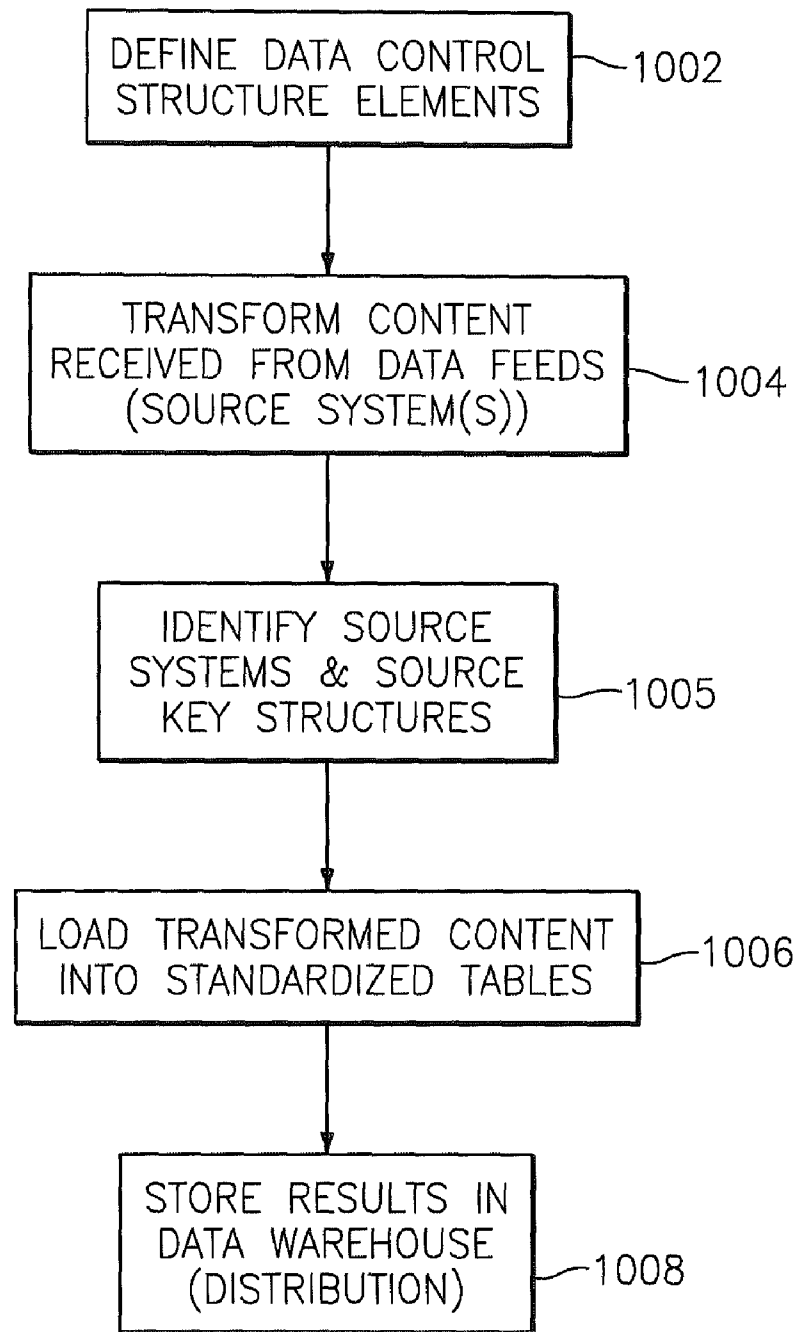 DEFINE DATA CONTROL
STRUCTURE ELEMENTS
1002
TRANSFORM CONTENT
RECEIVED FROM DATA FEEDS
(SOURCE SYSTEM(S))
1004
IDENTIFY SOURCE
SYSTEMS & SOURCE
KEY STRUCTURES
1005
LOAD TRANSFORMED CONTENT
INTO STANDARDIZED TABLES
1006
STORE RESULTS IN
DATA WAREHOUSE
(DISTRIBUTION)
1008